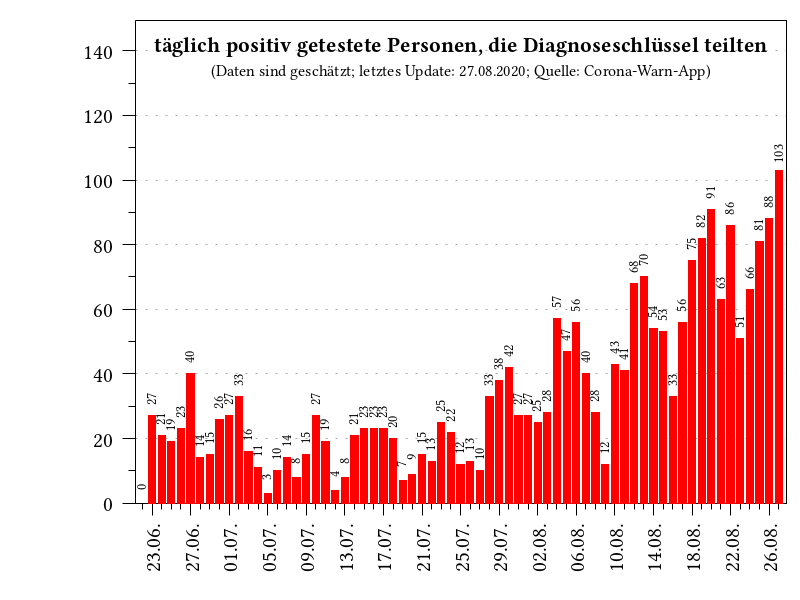 täglich positiv getestete Personen, die Diagnoseschlüssel teilten
(Daten sind geschätzt; letztes Update: 27.08.2020; Quelle: Corona-Warn-App)
140
120
100
80
60
40
20
0
0 27 21 19 23 40 14 15 26 27 33 16 11 3 10 14 8 15 27 19 4 8 21 23 23 23 20 7 9 15 13 25 22 12 13 10 33 38 42 27 27 25 28 57 47 56 40 28 12 43 41 68 70 54 53 33 56 75 82 91 63 86 51 66 81 88 103
23.06. 27.06. 01.07. 05.07. 09.07. 13.07. 17.07. 21.07. 25.07. 29.07. 02.08. 06.08. 10.08. 14.08. 18.08. 22.08. 26.08.